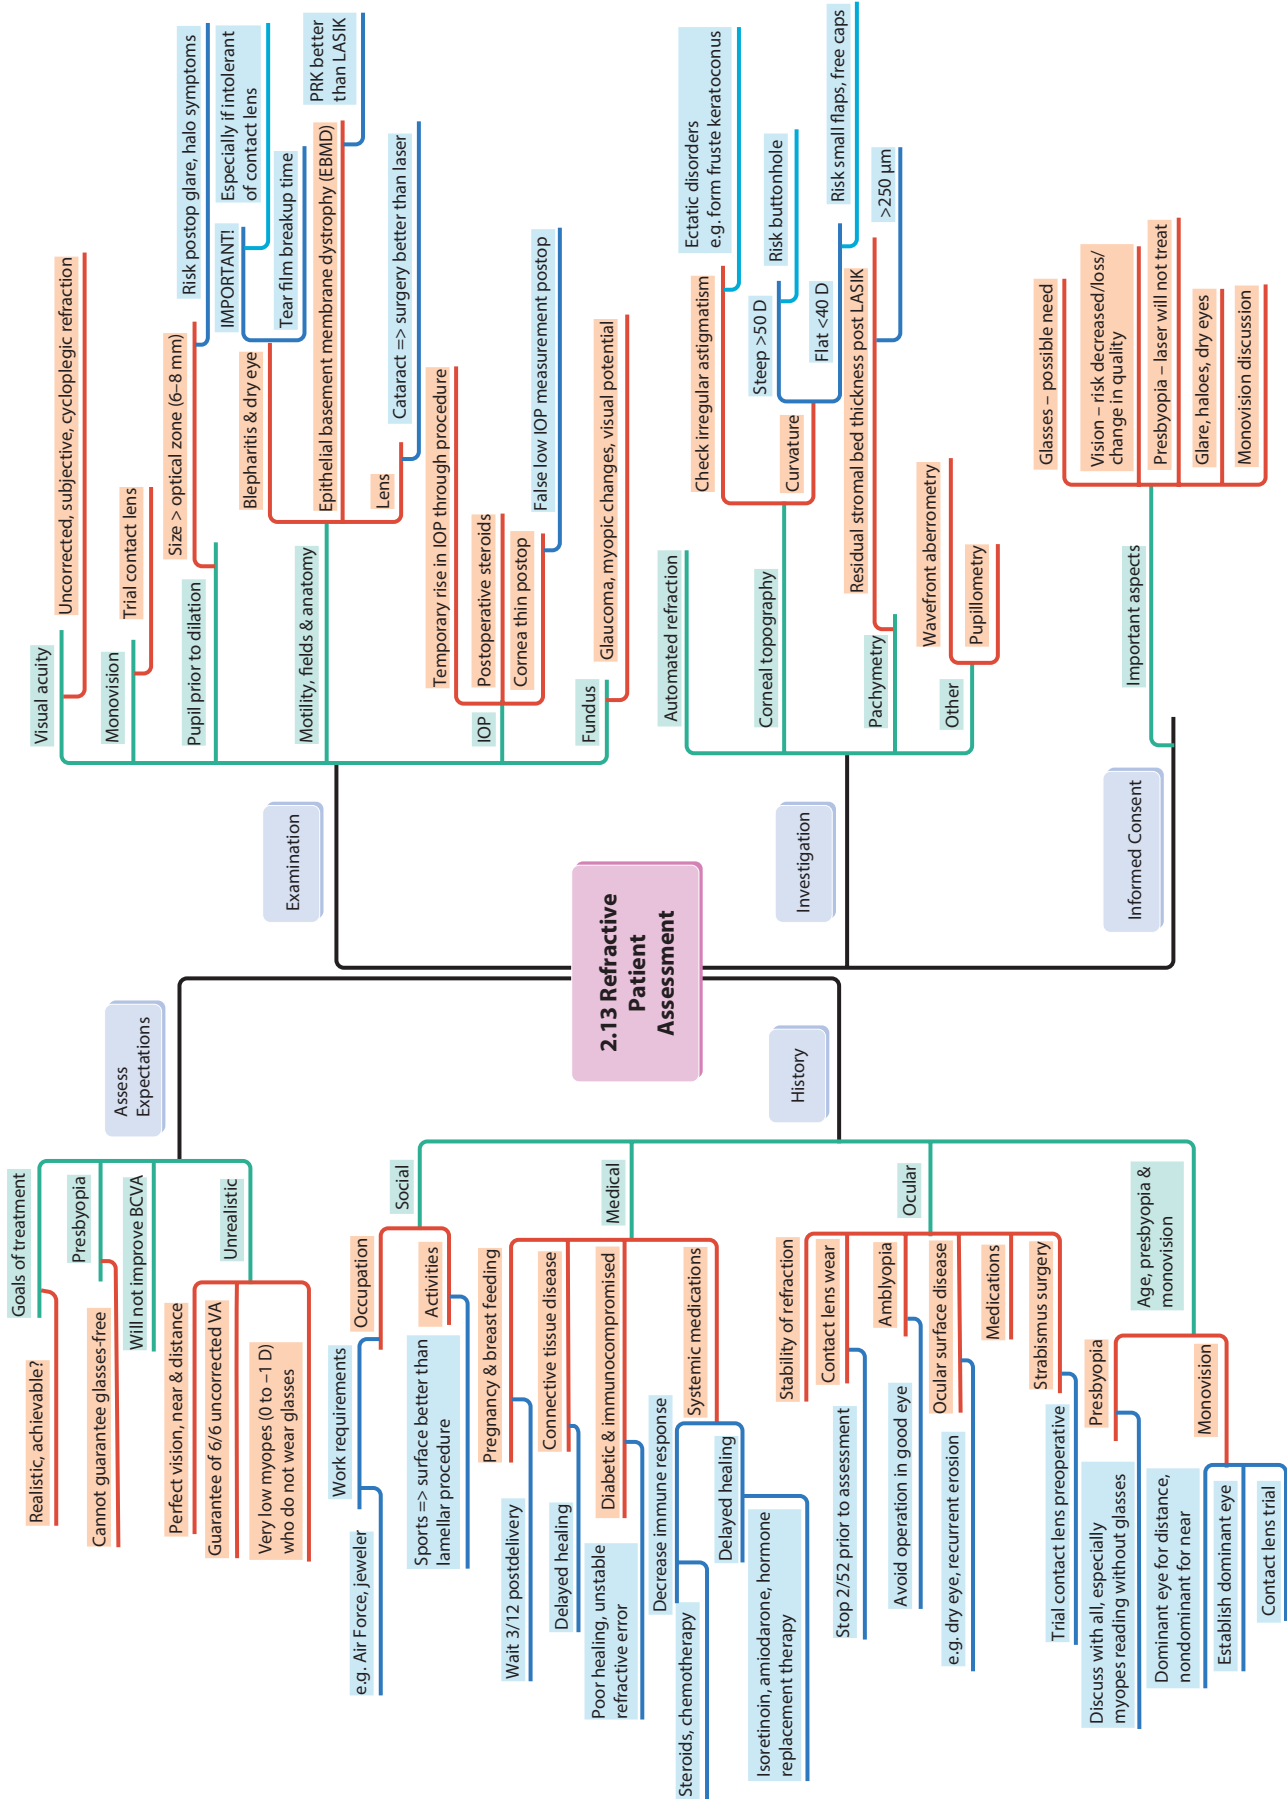 2.13 Refractive
Patient
Assessment
Assess
Expectations
Goals of treatment
Realistic, achievable?
Presbyopia
Cannot guarantee glasses-free
Will not improve BCVA
Unrealistic
Perfect vision, near & distance
Guarantee of 6/6 uncorrected VA
Very low myopes (0 to –1 D)
who do not wear glasses
History
Social
Occupation
Work requirements
e.g. Air Force, jeweler
Activities
Sports => surface better than
lamellar procedure
Medical
Pregnancy & breast feeding
Wait 3/12 postdelivery
Connective tissue disease
Delayed healing
Diabetic & immunocompromised
Poor healing, unstable
refractive error
Systemic medications
Decrease immune response
Steroids, chemotherapy
Delayed healing
Isoretinoin, amiodarone, hormone
replacement therapy
Ocular
Stability of refraction
Contact lens wear
Stop 2/52 prior to assessment
Amblyopia
Avoid operation in good eye
Ocular surface disease
e.g. dry eye, recurrent erosion
Medications
Strabismus surgery
Trial contact lens preoperative
Age, presbyopia &
monovision
Presbyopia
Discuss with all, especially
myopes reading without glasses
Monovision
Dominant eye for distance,
nondominant for near
Establish dominant eye
Contact lens trial
Examination
Visual acuity
Uncorrected, subjective, cycloplegic refraction
Monovision
Trial contact lens
Pupil prior to dilation
Size > optical zone (6–8 mm)
Risk postop glare, halo symptoms
Motility, fields & anatomy
Blepharitis & dry eye
IMPORTANT!
Especially if intolerant
of contact lens
Tear film breakup time
Epithelial basement membrane dystrophy (EBMD)
PRK better
than LASIK
Lens
Cataract => surgery better than laser
IOP
Temporary rise in IOP through procedure
Postoperative steroids
Cornea thin postop
False low IOP measurement postop
Fundus
Glaucoma, myopic changes, visual potential
Investigation
Automated refraction
Corneal topography
Check irregular astigmatism
Ectatic disorders
e.g. form fruste keratoconus
Curvature
Steep >50 D
Risk buttonhole
Flat <40 D
Risk small flaps, free caps
Pachymetry
Residual stromal bed thickness post LASIK
>250 µm
Other
Wavefront aberrometry
Pupillometry
Informed Consent
Important aspects
Glasses – possible need
Vision – risk decreased/loss/
change in quality
Presbyopia – laser will not treat
Glare, haloes, dry eyes
Monovision discussion